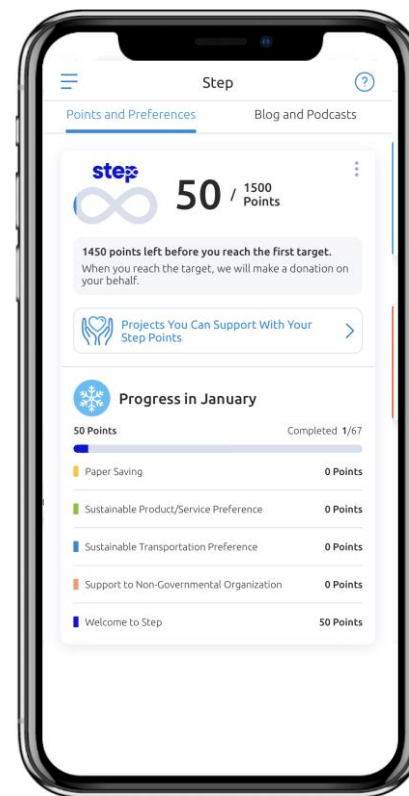 Step
?
Points and Preferences
Blog and Podcasts
step
50 / 1500
Points
1450 points left before you reach the first target.
When you reach the target, we will make a donation on
your behalf.
Projects You Can Support With Your
Step Points
Progress in January
50 Points
Completed 1/67
Paper Saving
0 Points
Sustainable Product/Service Preference
0 Points
Sustainable Transportation Preference
0 Points
Support to Non-Governmental Organization
0 Points
Welcome to Step
50 Points